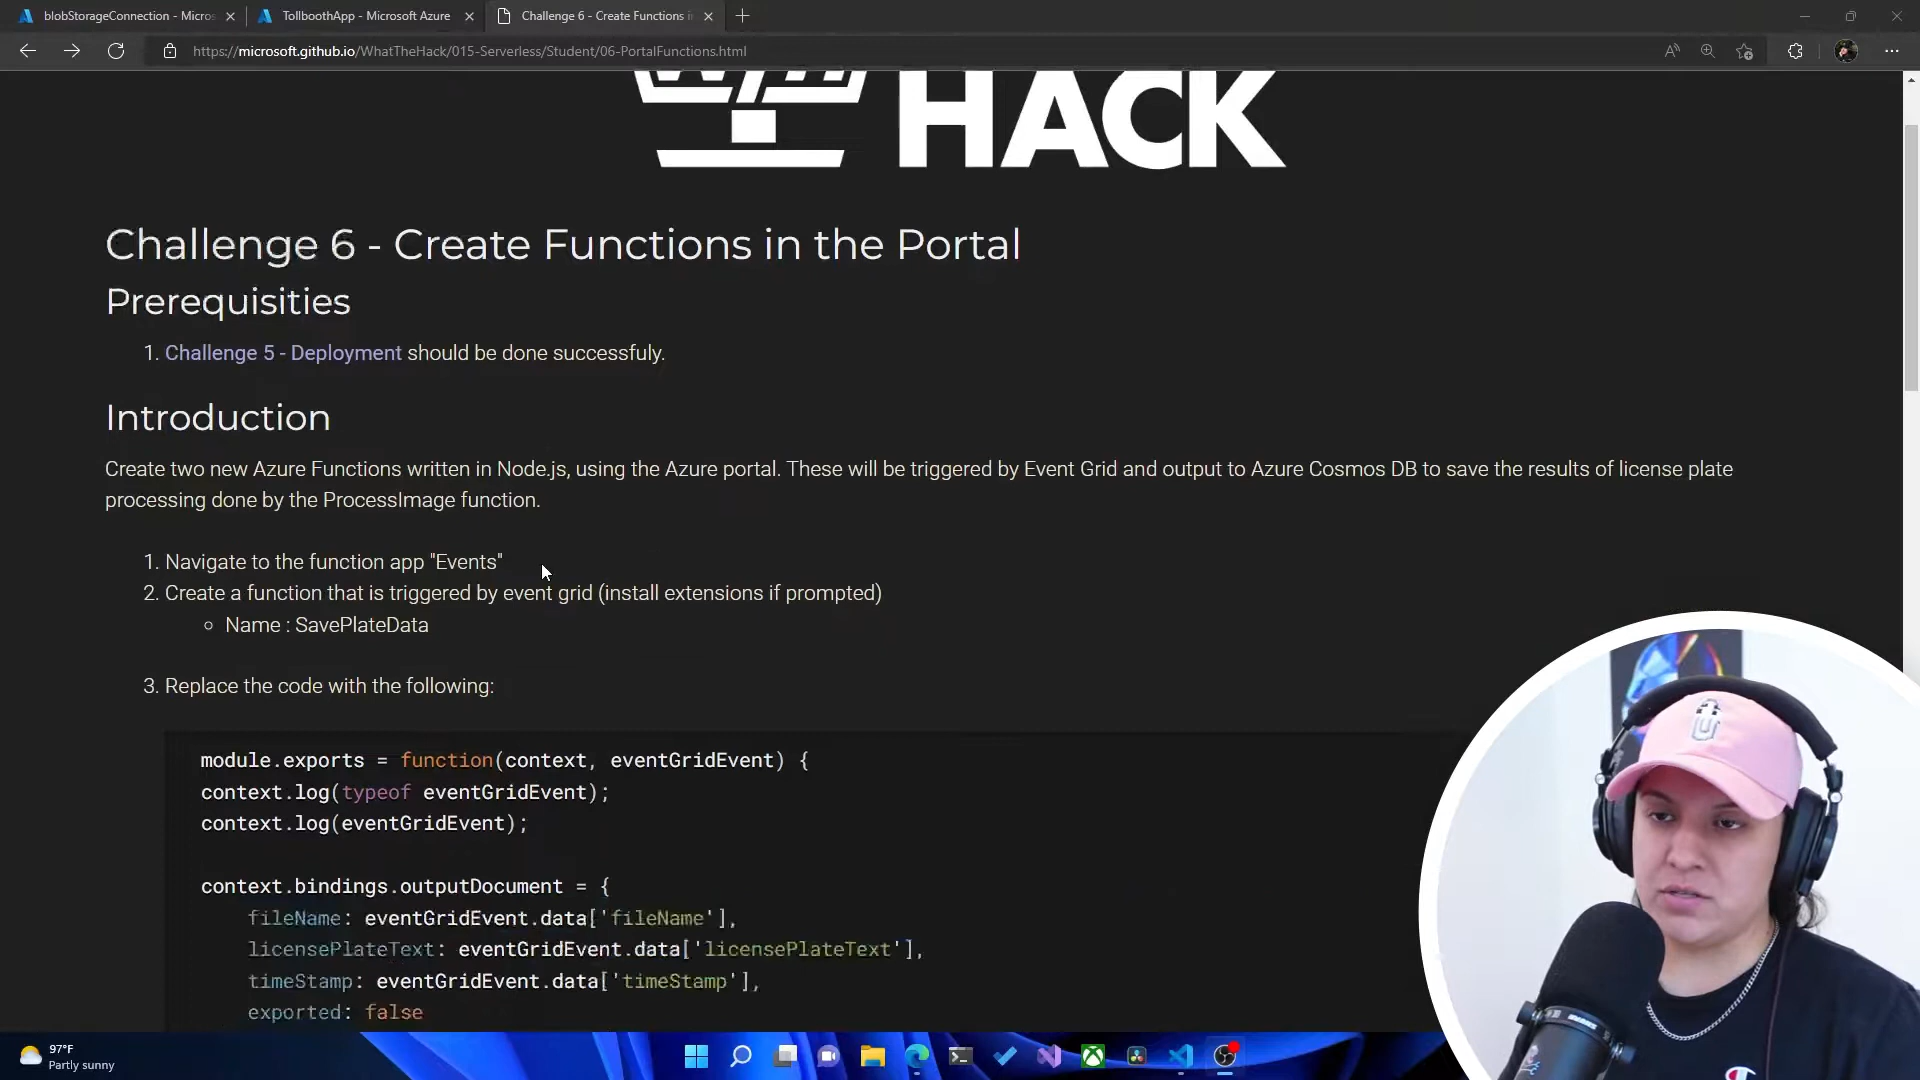 blobStorageConnection - Micros
TollboothApp - Microsoft Azure
Challenge 6 - Create Functions i
https://microsoft.github.io/WhatTheHack/015-Serverless/Student/06-PortalFunctions.html
HACK
Challenge 6 - Create Functions in the Portal
Prerequisities
1. Challenge 5 - Deployment should be done successfuly.
Introduction
Create two new Azure Functions written in Node.js, using the Azure portal. These will be triggered by Event Grid and output to Azure Cosmos DB to save the results of license plate
processing done by the ProcessImage function.
1. Navigate to the function app "Events"
2. Create a function that is triggered by event grid (install extensions if prompted)
Name : SavePlateData
3. Replace the code with the following:
module.exports = function(context, eventGridEvent) {
context.log(typeof eventGridEvent);
context.log(eventGridEvent);
context.bindings.outputDocument = {
fileName: eventGridEvent.data['fileName'],
licensePlateText: eventGridEvent.data['licensePlateText'],
timeStamp: eventGridEvent.data['timeStamp'],
exported: false
97°F
Partly sunny